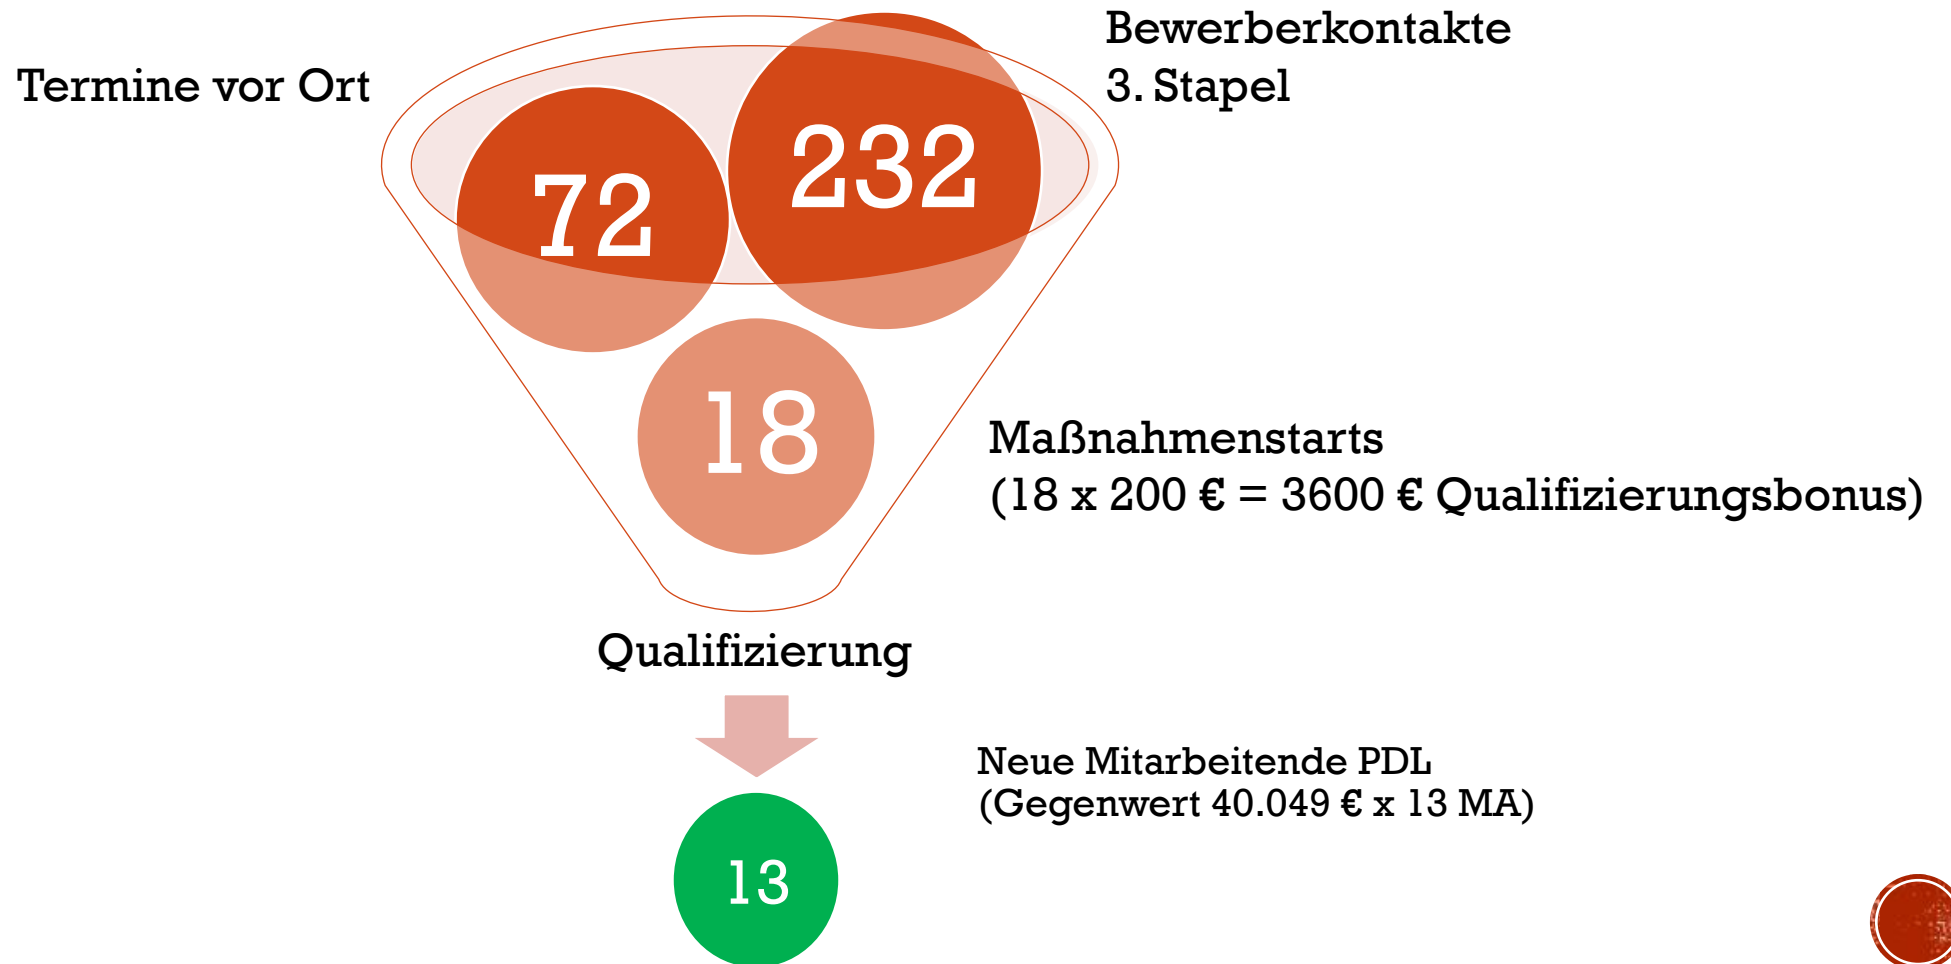 Termine vor Ort
Bewerberkontakte
3. Stapel
72
232
18
Maßnahmenstarts
(18 x 200 € = 3600 € Qualifizierungsbonus)
Qualifizierung
Neue Mitarbeitende PDL
(Gegenwert 40.049 € x 13 MA)
13